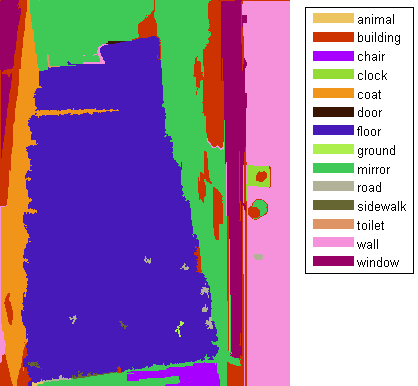 animal
building
chair
clock
coat
door
floor
ground
mirror
road
sidewalk
toilet
wall
window